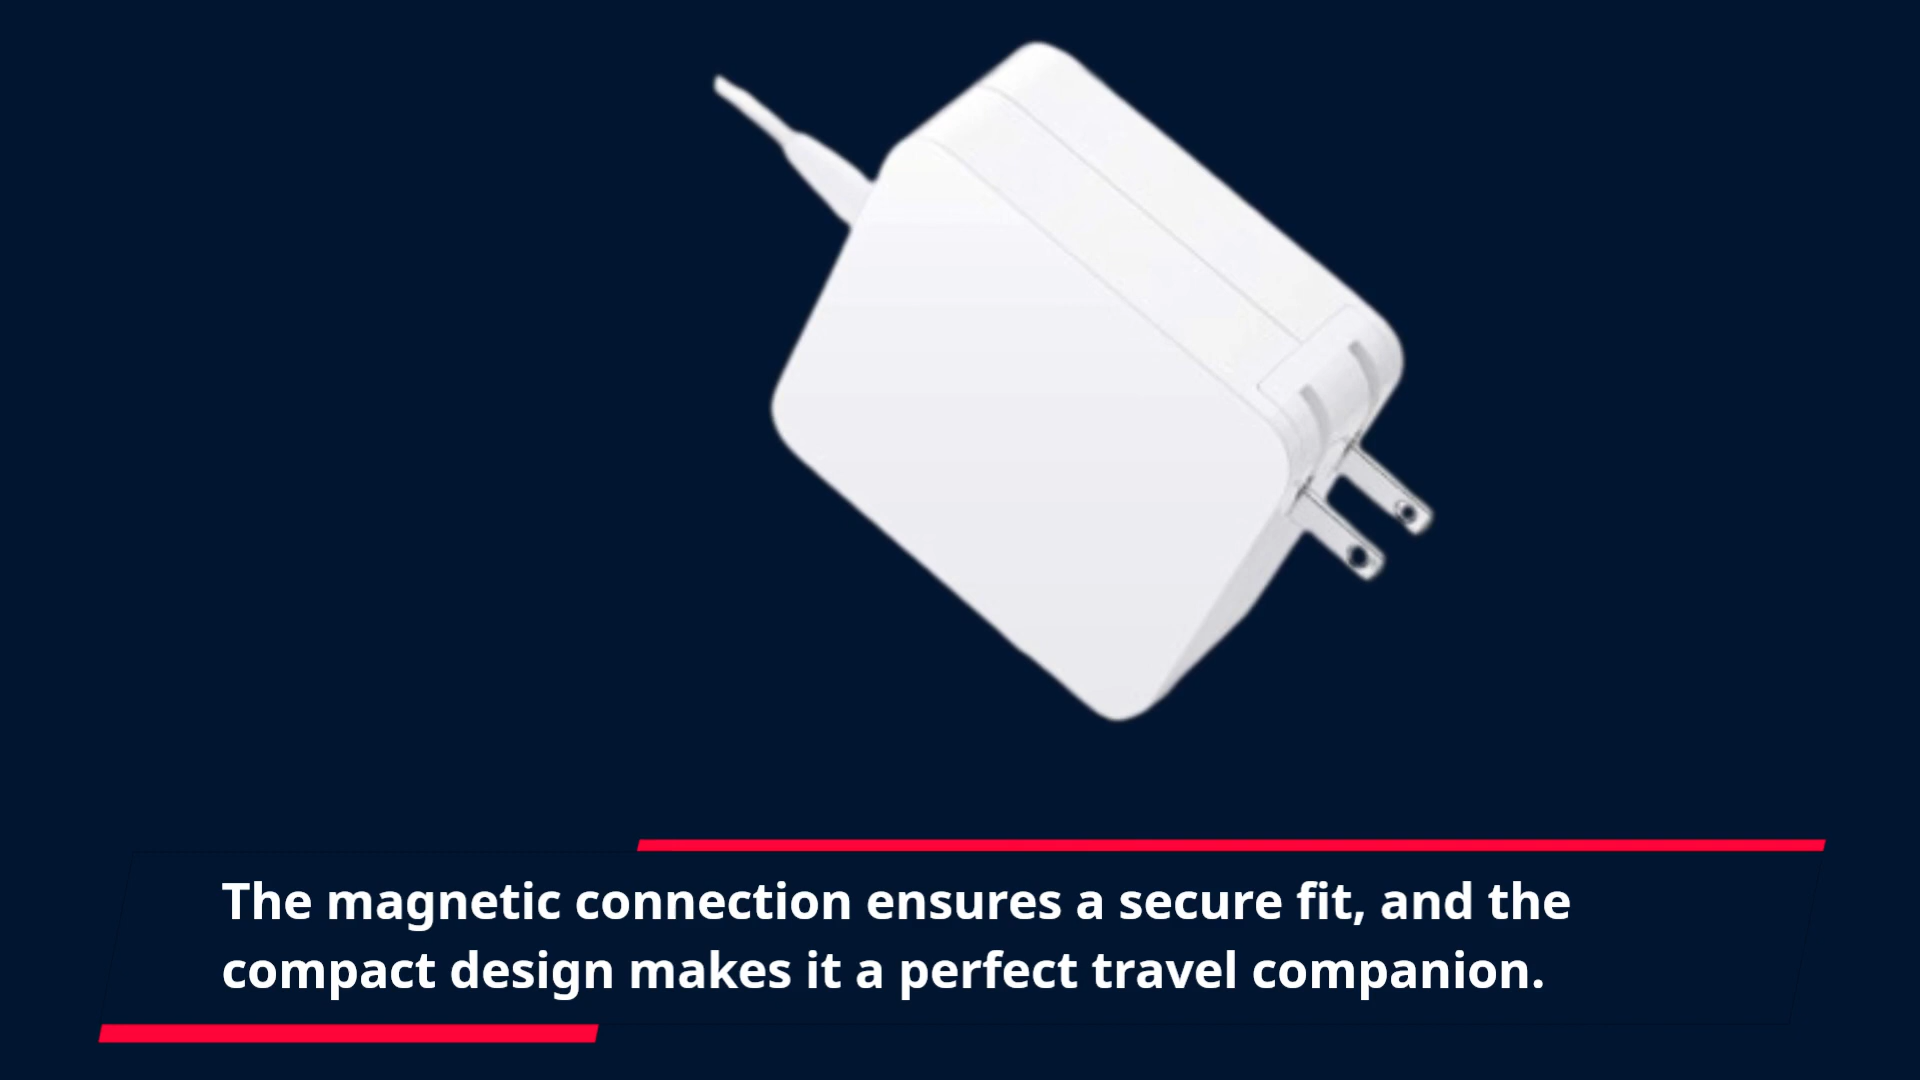 The magnetic connection ensures a secure fit, and the
compact design makes it a perfect travel companion.